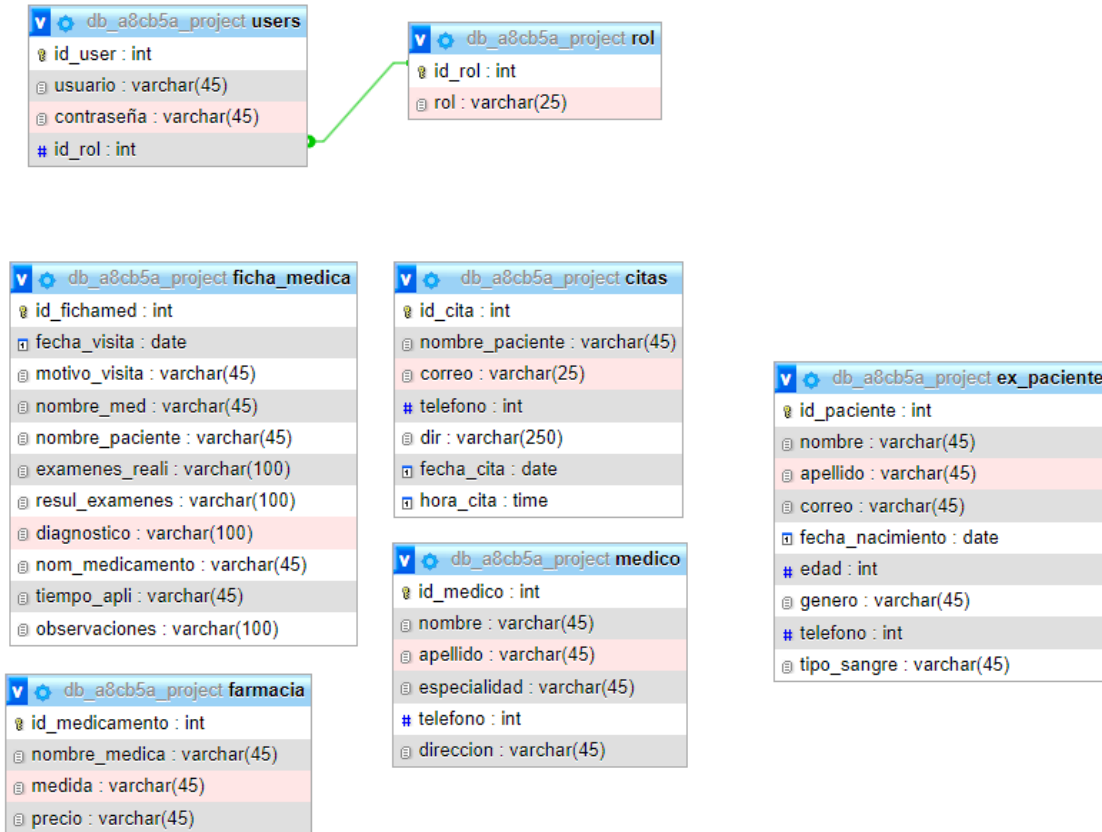 db_a8cb5a_project users
id_user : int
usuario : varchar(45)
contraseña : varchar(45)
id_rol : int
db_a8cb5a_project rol
id_rol : int
rol : varchar(25)
db_a8cb5a_project ficha_medica
id_fichamed : int
fecha_visita : date
motivo_visita : varchar(45)
nombre_med : varchar(45)
nombre_paciente : varchar(45)
examenes_reali : varchar(100)
resul_examenes : varchar(100)
diagnostico : varchar(100)
nom_medicamento : varchar(45)
tiempo_apli : varchar(45)
observaciones : varchar(100)
db_a8cb5a_project citas
id_cita : int
nombre_paciente : varchar(45)
correo : varchar(25)
telefono : int
dir : varchar(250)
fecha_cita : date
hora_cita : time
db_a8cb5a_project medico
id_medico : int
nombre : varchar(45)
apellido : varchar(45)
especialidad : varchar(45)
telefono : int
direccion : varchar(45)
db_a8cb5a_project ex_paciente
id_paciente : int
nombre : varchar(45)
apellido : varchar(45)
correo : varchar(45)
fecha_nacimiento : date
edad : int
genero : varchar(45)
telefono : int
tipo_sangre : varchar(45)
db_a8cb5a_project farmacia
id_medicamento : int
nombre_medica : varchar(45)
medida : varchar(45)
precio : varchar(45)